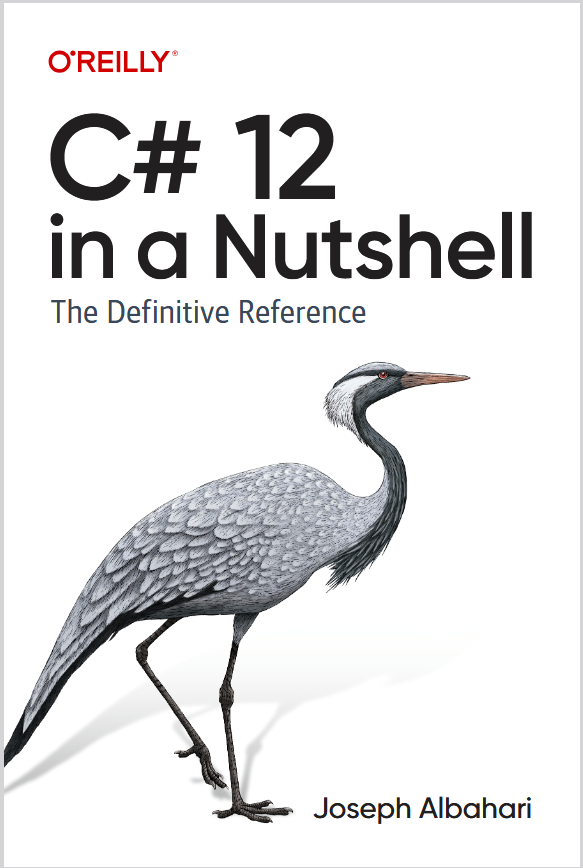 O'REILLY®
C# 12
in a Nutshell
The Definitive Reference
Joseph Albahari